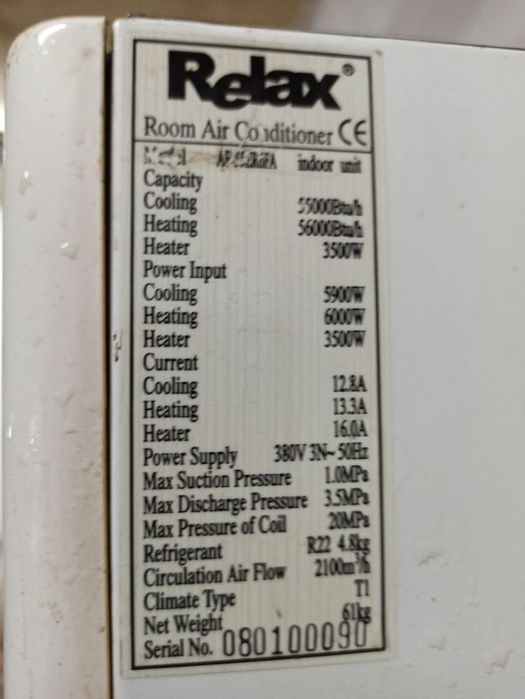 Relax®
Room Air Conditioner CE
Model indoor unit
Capacity
Cooling 55000Btu/h
Heating 56000Btu/h
Heater 3500W
Power Input
Cooling 5900W
Heating 6000W
Heater 3500W
Current
Cooling 12.8A
Heating 13.3A
Heater 16.0A
Power Supply 380V 3N~50Hz
Max Suction Pressure 1.0MPa
Max Discharge Pressure 3.5MPa
Max Pressure of Coil 20MPa
Refrigerant R22 4.8kg
Circulation Air Flow 2100m³/h
Climate Type T1
Net Weight 61kg
Serial No. 080100090